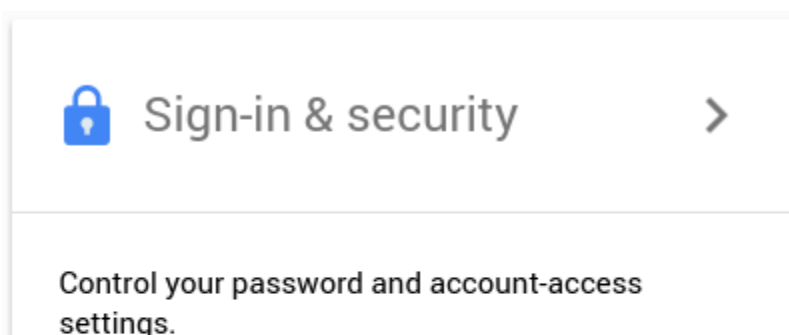 Sign-in & security
Control your password and account-access
settings.